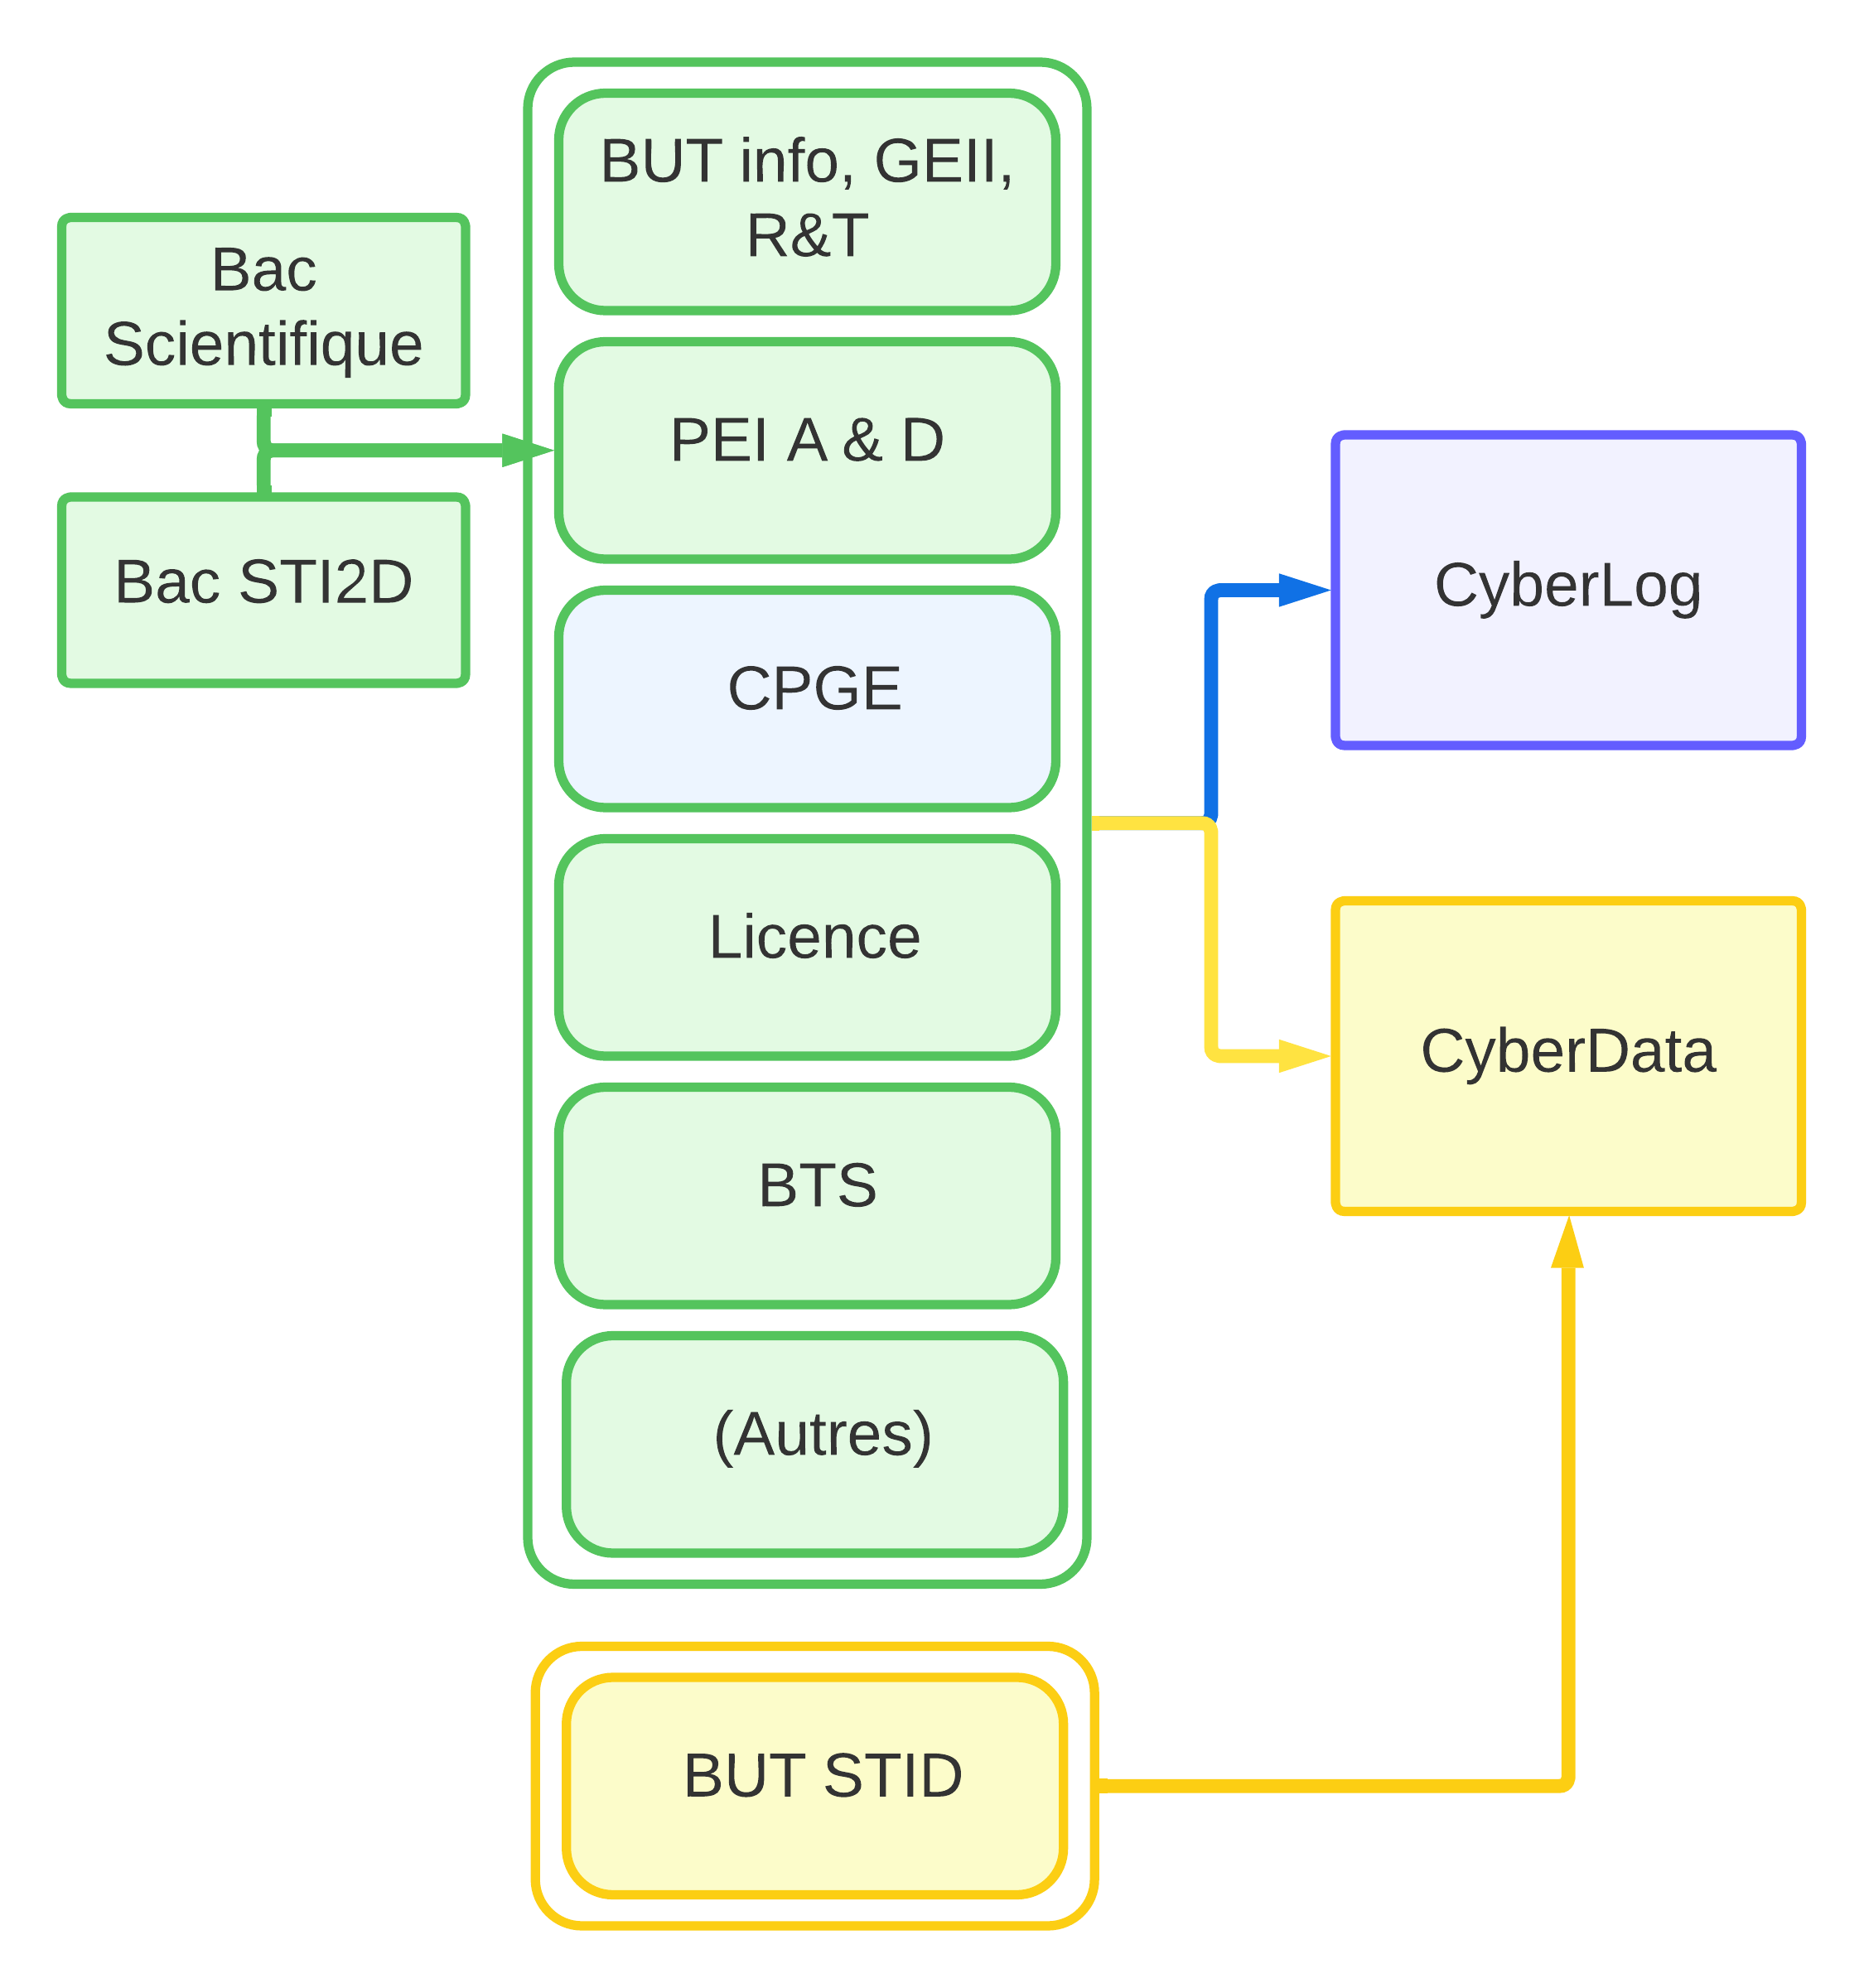 Bac
Scientifique
Bac STI2D
BUT info, GEII,
R&T
PEI A & D
CPGE
Licence
BTS
(Autres)
BUT STID
CyberLog
CyberData